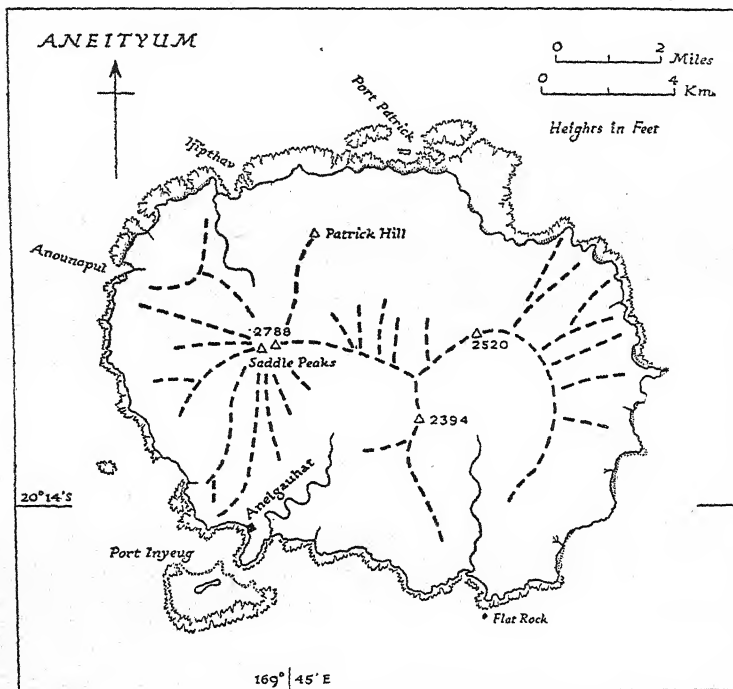 ANEITYUM
0 2 Miles
0 4 Km.
Heights in Feet
Port Patrick
Ijipthav
Patrick Hill
Anounapul
2788
2520
Saddle Peaks
2394
Anelgauhat
20°14'S
Port Inyeug
Flat Rock
169° 45' E